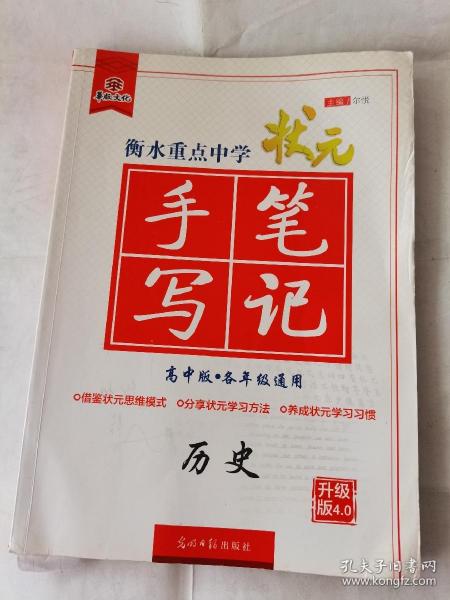 華版文化
主编/尔悦
衡水重点中学 状元
手笔
写记
高中版•各年级通用
借鉴状元思维模式 分享状元学习方法 养成状元学习习惯
历史
升级
版4.0
光明日报出版社
孔夫子旧书网
www.kongfz.com